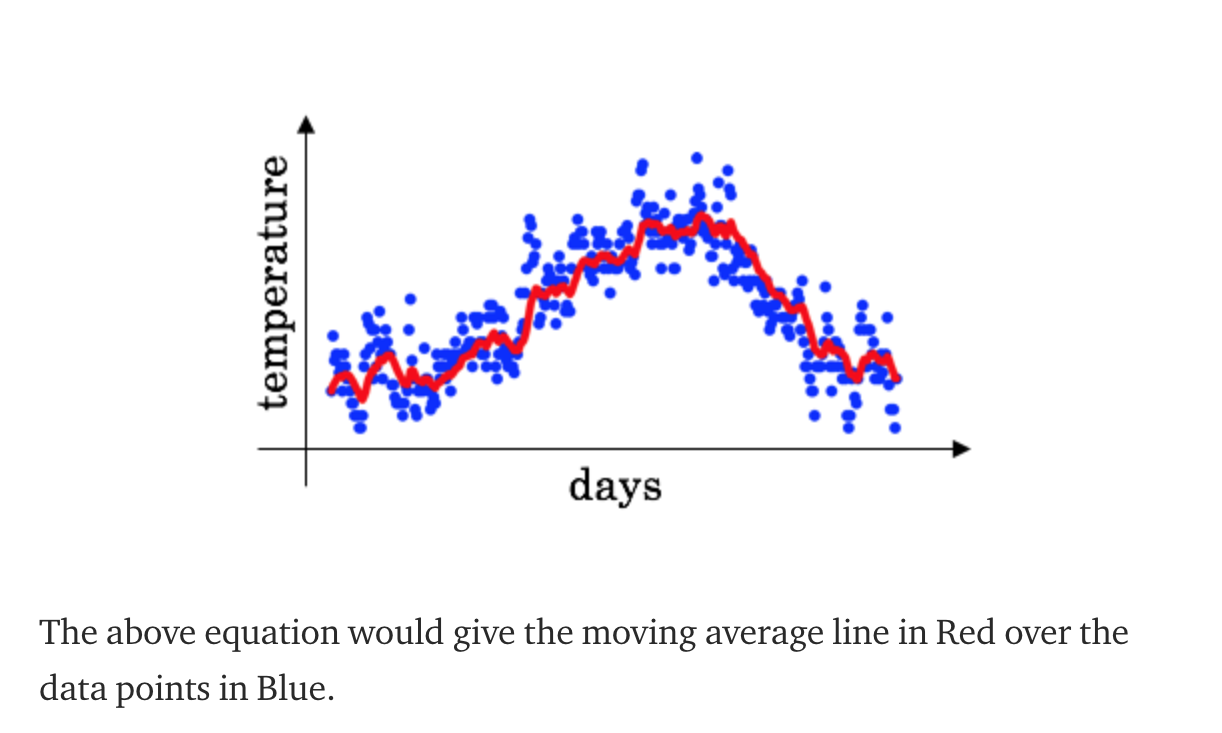 temperature
days
The above equation would give the moving average line in Red over the
data points in Blue.